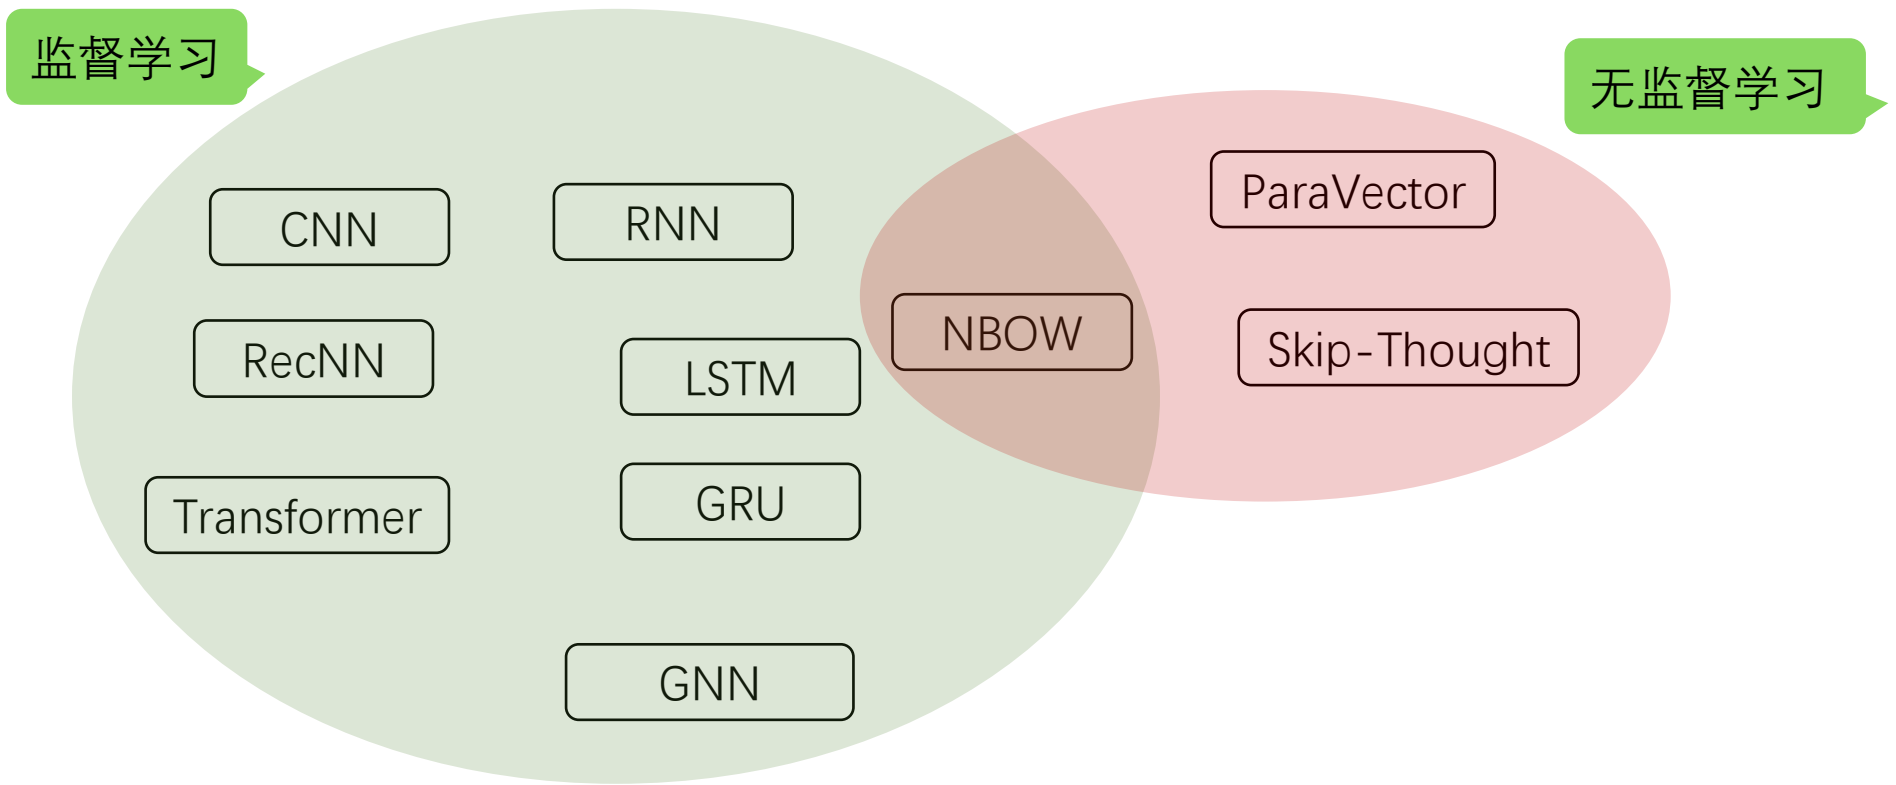 监督学习
无监督学习
CNN
RNN
ParaVector
RecNN
LSTM
NBOW
Skip-Thought
Transformer
GRU
GNN